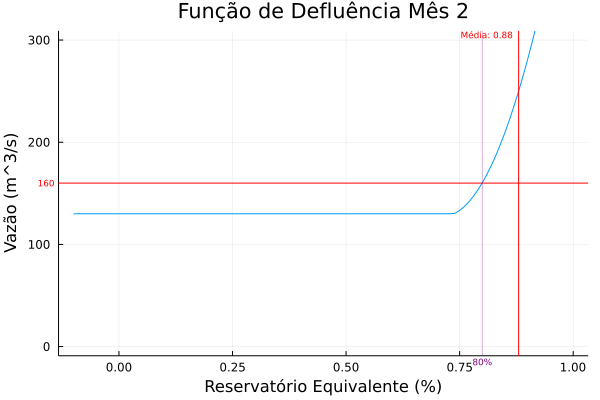 Função de Defluência Mês 2
Média: 0.88
300
200
160
100
0
Vazão (m^3/s)
0.00
0.25
0.50
0.75
80%
1.00
Reservatório Equivalente (%)